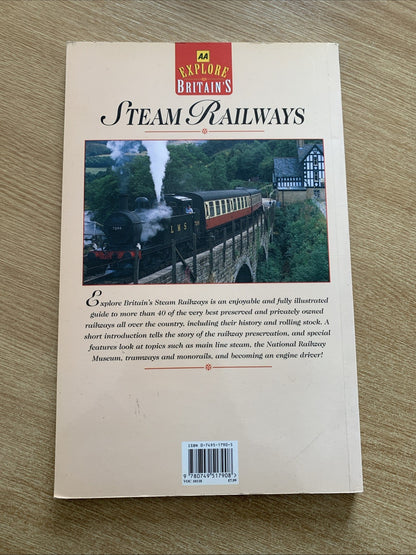 AA
EXPLORE
BRITAIN'S
STEAM RAILWAYS
LMS
Explore Britain's Steam Railways is an enjoyable and fully illustrated
guide to more than 40 of the very best preserved and privately owned
railways all over the country, including their history and rolling stock. A
short introduction tells the story of the railway preservation, and special
features look at topics such as main line steam, the National Railway
Museum, tramways and monorails, and becoming an engine driver!
ISBN 0-7495-1790-5
9 780749 517908 >
£7.99